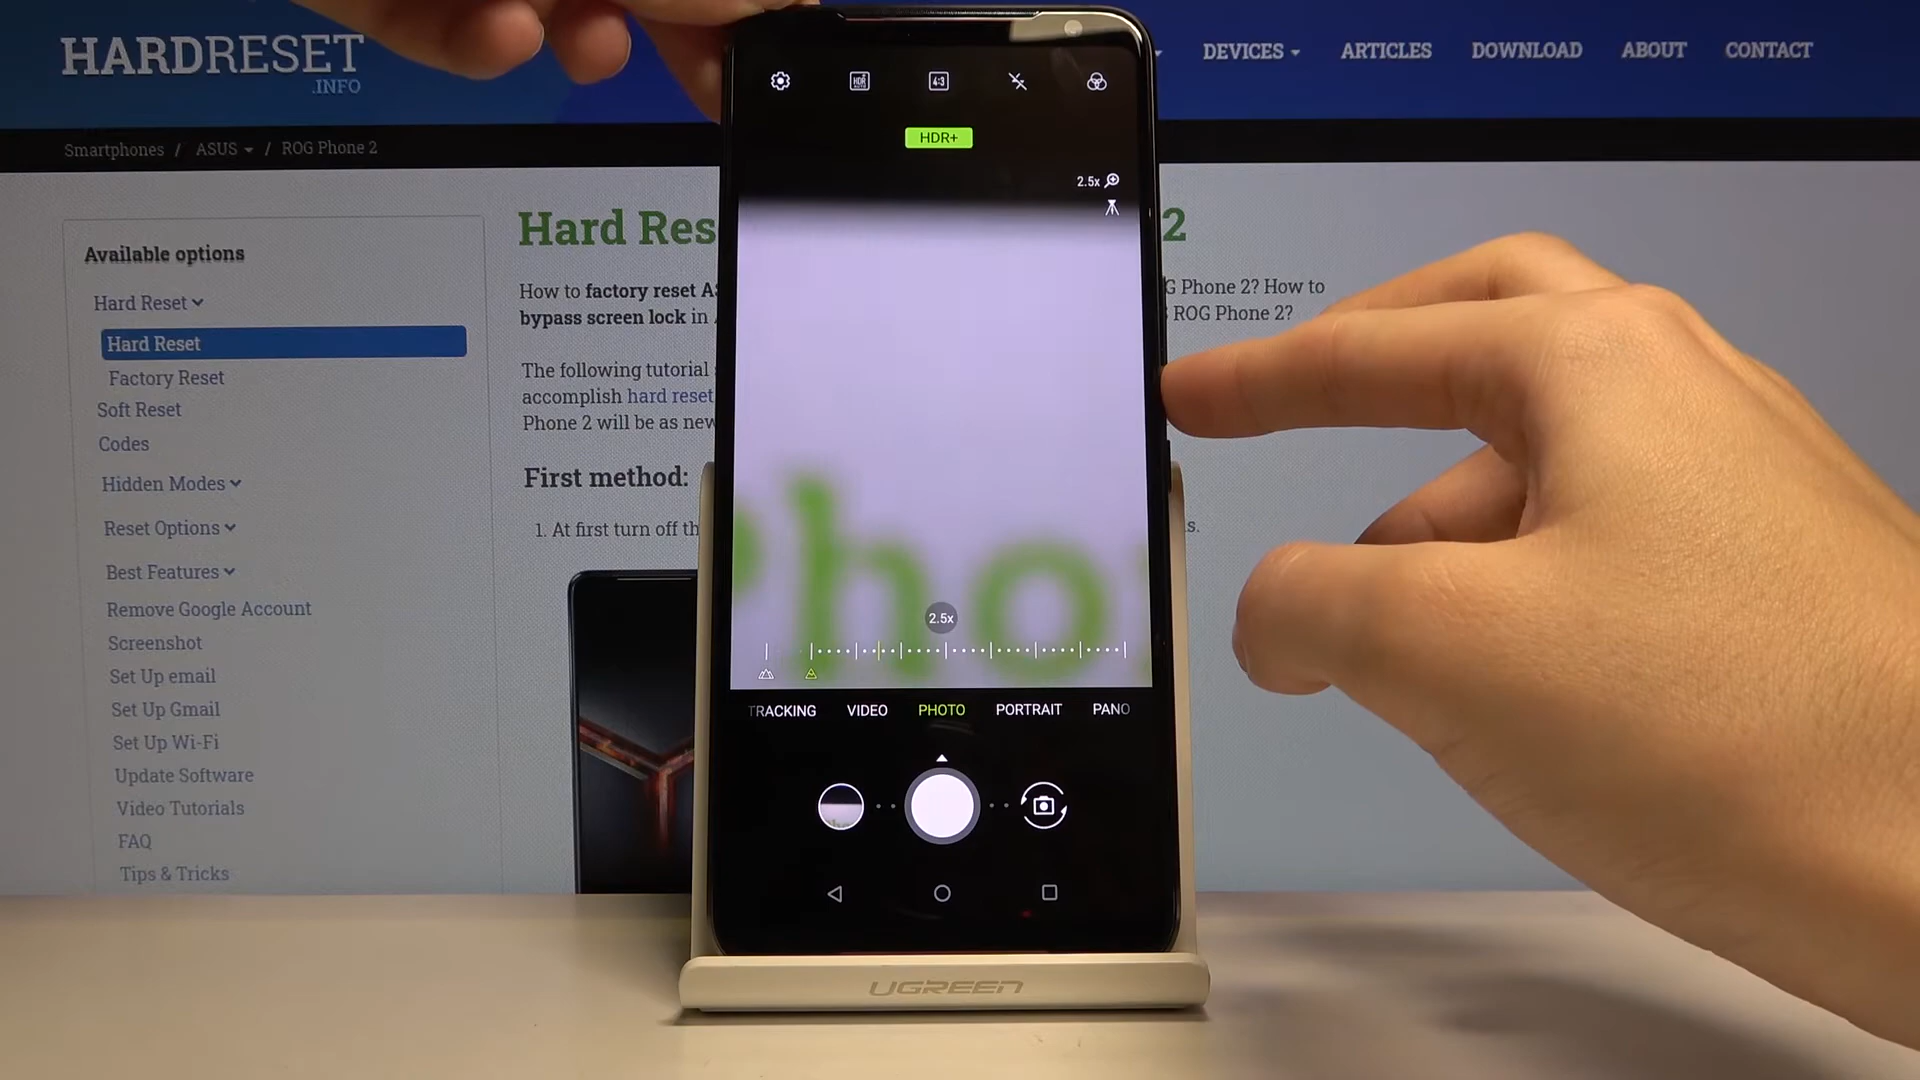 HARDRESET
.INFO
DEVICES
ARTICLES
DOWNLOAD
ABOUT
CONTACT
Smartphones / ASUS / ROG Phone 2
Available options
Hard Reset
Hard Reset
Factory Reset
Soft Reset
Codes
Hidden Modes
Reset Options
Best Features
Remove Google Account
Screenshot
Set Up email
Set Up Gmail
Set Up Wi-Fi
Update Software
Video Tutorials
FAQ
Tips & Tricks
Hard Res 2
How to factory reset A G Phone 2? How to
bypass screen lock in ROG Phone 2?
The following tutorial
accomplish hard reset
Phone 2 will be as new
First method:
1. At first turn off th s.
HDR AUTO
4:3
HDR+
2.5x
Pho
2.5x
TRACKING
VIDEO
PHOTO
PORTRAIT
PANO
UGREEN